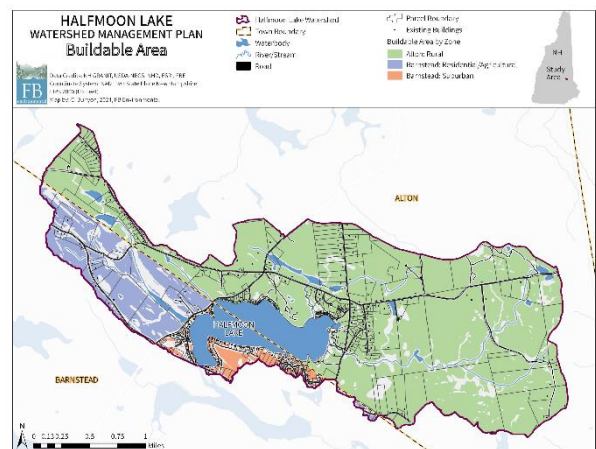 HALFMOON LAKE
WATERSHED MANAGEMENT PLAN
Buildable Area
FB
Halfmoon Lake Watershed
Town Boundary
Waterbody
River/Stream
Road
Parcel Boundary
Existing Buildings
Buildable Area by Zone
Alton: Rural
Barnstead: Residential/Agriculture
Barnstead: Suburban
NH
Study
Area
ALTON
HALFMOON
LAKE
BARNSTEAD
N
0.5 0.75 1
Miles